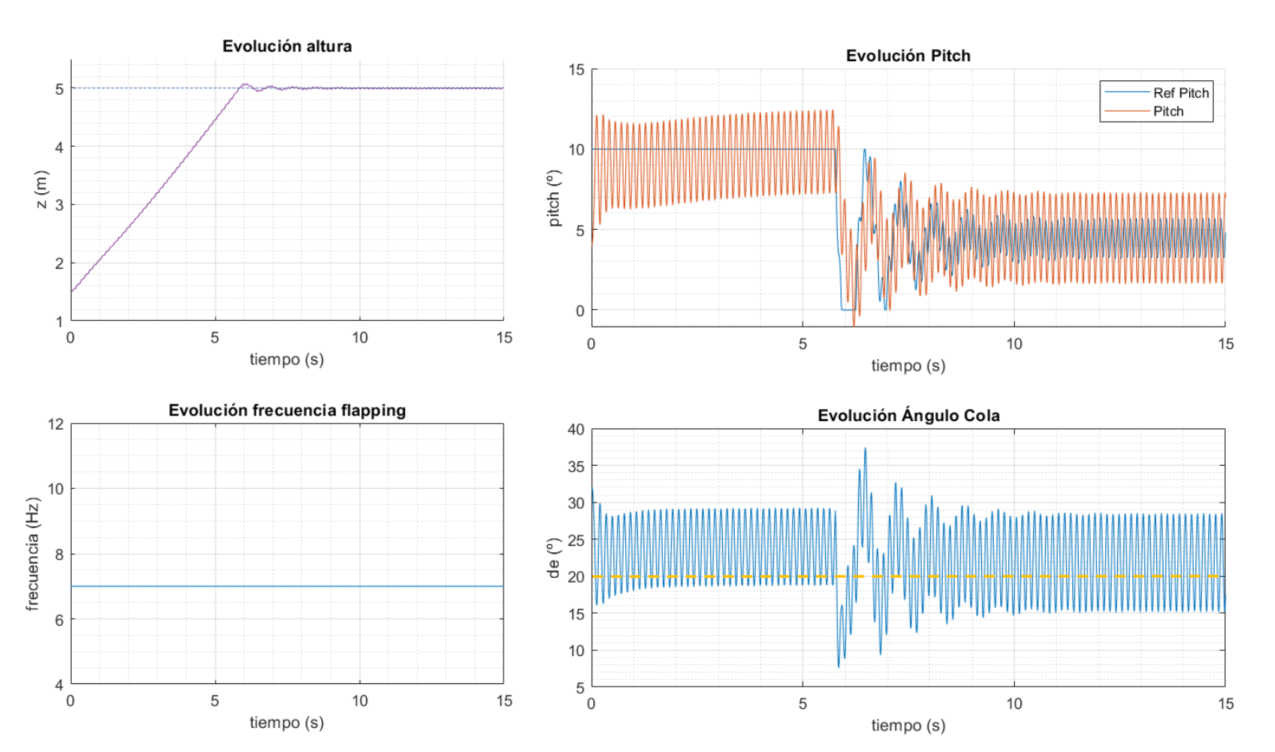 Evolución altura
5
4
3
2
1
z (m)
0 5 10 15
tiempo (s)
Evolución Pitch
15
10
5
0
pitch (º)
Ref Pitch
Pitch
0 5 10 15
tiempo (s)
Evolución frecuencia flapping
12
10
8
6
4
frecuencia (Hz)
0 5 10 15
tiempo (s)
Evolución Ángulo Cola
40
35
30
25
20
15
10
5
de (º)
0 5 10 15
tiempo (s)